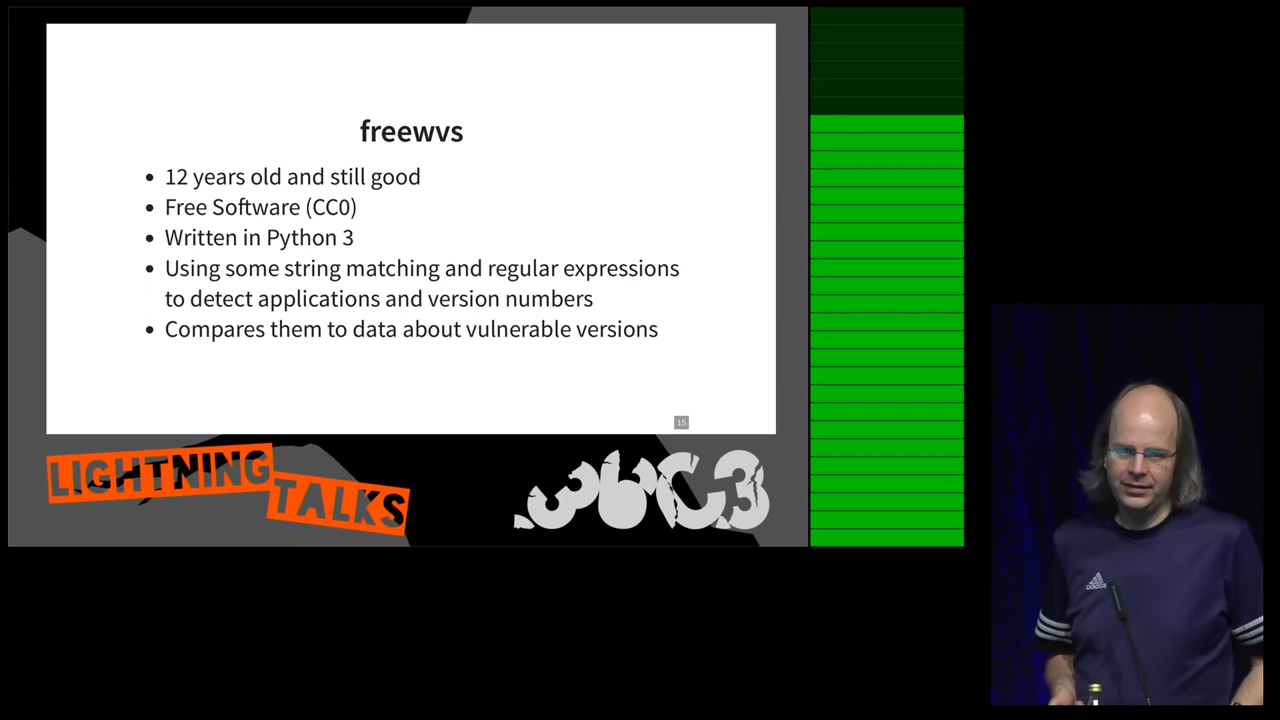 freewvs
• 12 years old and still good
• Free Software (CC0)
• Written in Python 3
• Using some string matching and regular expressions
to detect applications and version numbers
• Compares them to data about vulnerable versions
15
LIGHTNING
TALKS
36C3
adidas